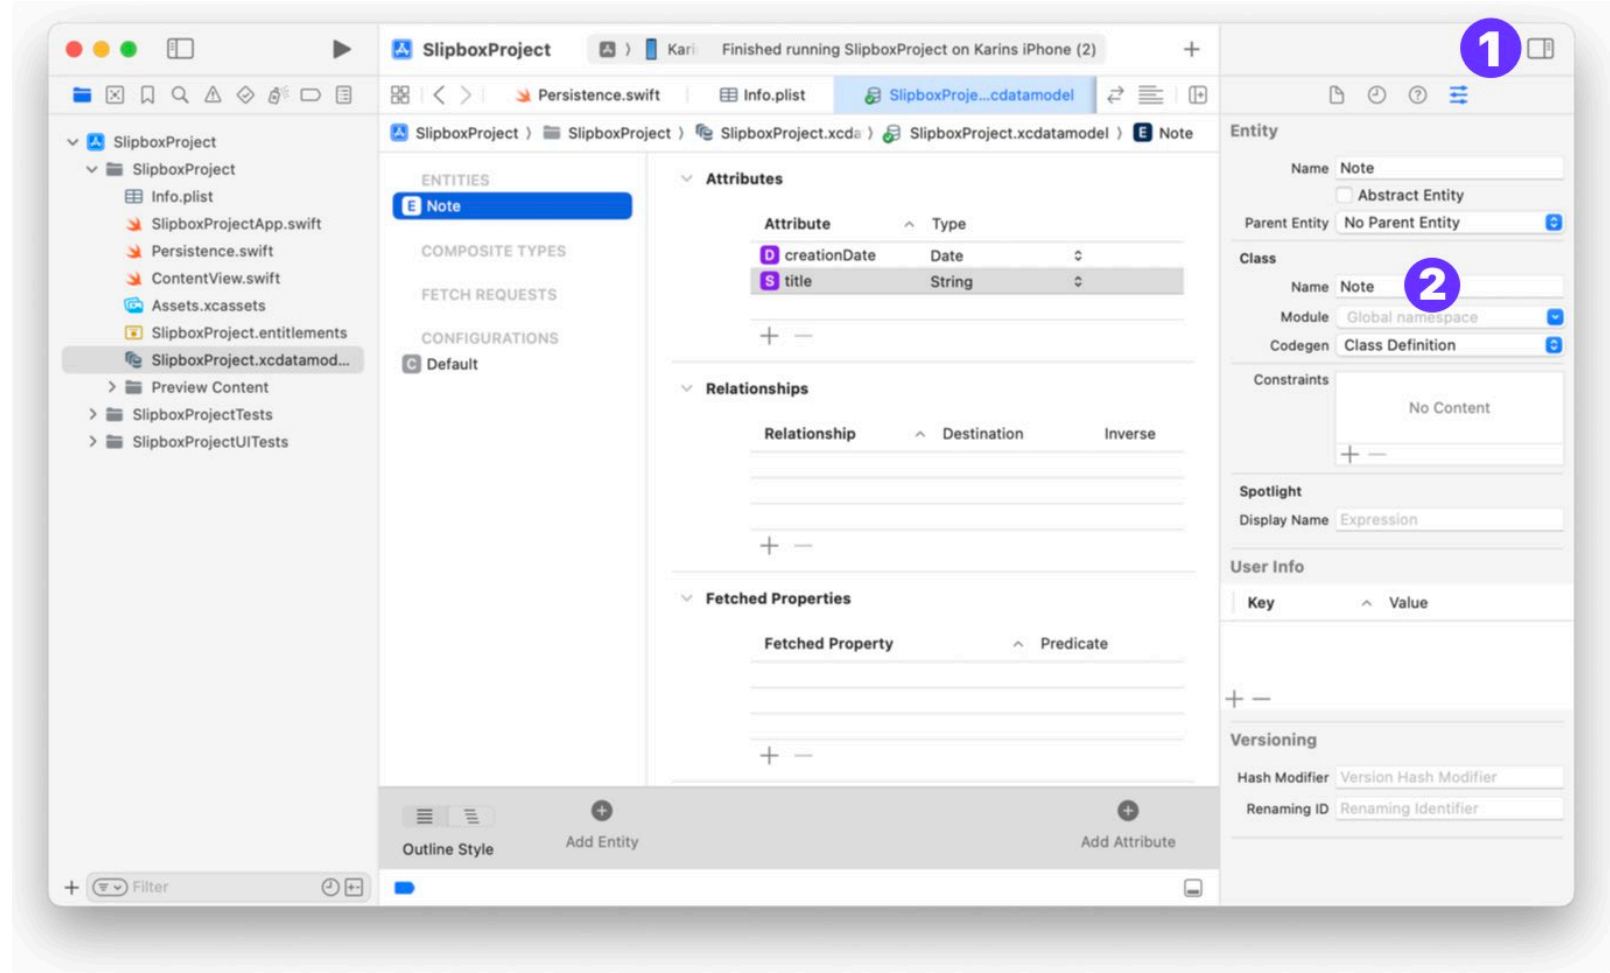 SlipboxProject
Kari
Finished running SlipboxProject on Karins iPhone (2)
1
Persistence.swift
Info.plist
SlipboxProje...cdatamodel
SlipboxProject
SlipboxProject
SlipboxProject.xcda
SlipboxProject.xcdatamodel
E Note
SlipboxProject
SlipboxProject
Info.plist
SlipboxProjectApp.swift
Persistence.swift
ContentView.swift
Assets.xcassets
SlipboxProject.entitlements
SlipboxProject.xcdatamod...
Preview Content
SlipboxProjectTests
SlipboxProjectUITests
Filter
ENTITIES
E Note
COMPOSITE TYPES
FETCH REQUESTS
CONFIGURATIONS
C Default
Attributes
Attribute Type
D creationDate Date
S title String
Relationships
Relationship Destination Inverse
Fetched Properties
Fetched Property Predicate
Outline Style
Add Entity
Add Attribute
Entity
Name Note
Abstract Entity
Parent Entity No Parent Entity
Class
Name Note
2
Module Global namespace
Codegen Class Definition
Constraints
No Content
Spotlight
Display Name Expression
User Info
Key Value
Versioning
Hash Modifier Version Hash Modifier
Renaming ID Renaming Identifier